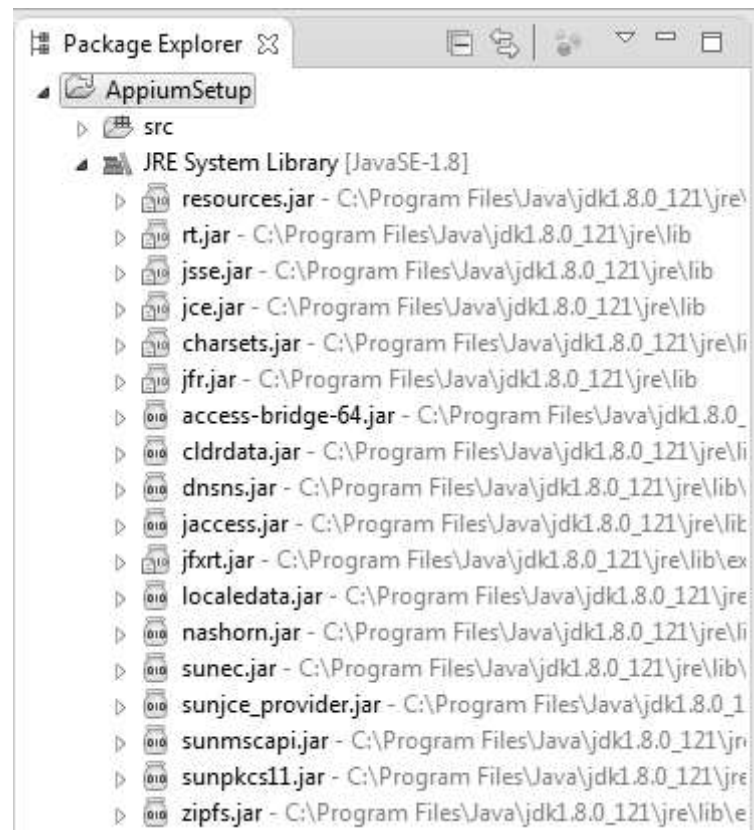 Package Explorer
AppiumSetup
src
JRE System Library [JavaSE-1.8]
resources.jar - C:\Program Files\Java\jdk1.8.0_121\jre\
rt.jar - C:\Program Files\Java\jdk1.8.0_121\jre\lib
jsse.jar - C:\Program Files\Java\jdk1.8.0_121\jre\lib
jce.jar - C:\Program Files\Java\jdk1.8.0_121\jre\lib
charsets.jar - C:\Program Files\Java\jdk1.8.0_121\jre\li
jfr.jar - C:\Program Files\Java\jdk1.8.0_121\jre\lib
access-bridge-64.jar - C:\Program Files\Java\jdk1.8.0_
cldrdata.jar - C:\Program Files\Java\jdk1.8.0_121\jre\li
dnsns.jar - C:\Program Files\Java\jdk1.8.0_121\jre\lib\
jaccess.jar - C:\Program Files\Java\jdk1.8.0_121\jre\lib
jfxrt.jar - C:\Program Files\Java\jdk1.8.0_121\jre\lib\ex
localedata.jar - C:\Program Files\Java\jdk1.8.0_121\jre
nashorn.jar - C:\Program Files\Java\jdk1.8.0_121\jre\li
sunec.jar - C:\Program Files\Java\jdk1.8.0_121\jre\lib\
sunjce_provider.jar - C:\Program Files\Java\jdk1.8.0_1
sunmscapi.jar - C:\Program Files\Java\jdk1.8.0_121\jre
sunpkcs11.jar - C:\Program Files\Java\jdk1.8.0_121\jre
zipfs.jar - C:\Program Files\Java\jdk1.8.0_121\jre\lib\e